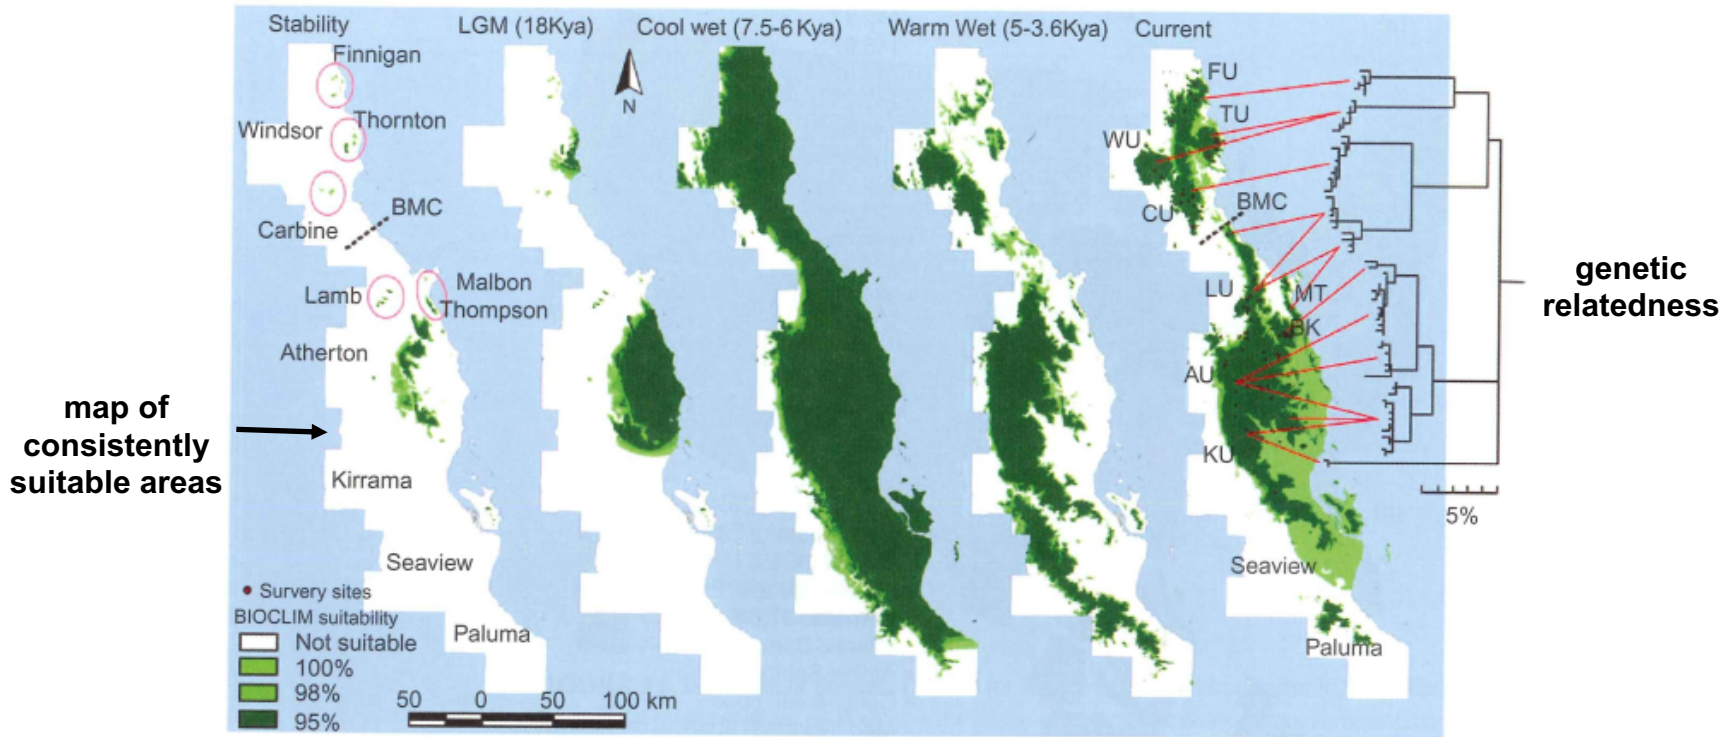 Stability
LGM (18Kya)
Cool wet (7.5-6 Kya)
Warm Wet (5-3.6Kya)
Current
Finnigan
Windsor
Thornton
Carbine
BMC
Lamb
Malbon
Thompson
Atherton
Kirrama
Seaview
Paluma
N
FU
TU
WU
CU
BMC
LU
MT
BK
AU
KU
Seaview
Paluma
5%
map of
consistently
suitable areas
genetic
relatedness
Survery sites
BIOCLIM suitability
Not suitable
100%
98%
95%
50 0 50 100 km